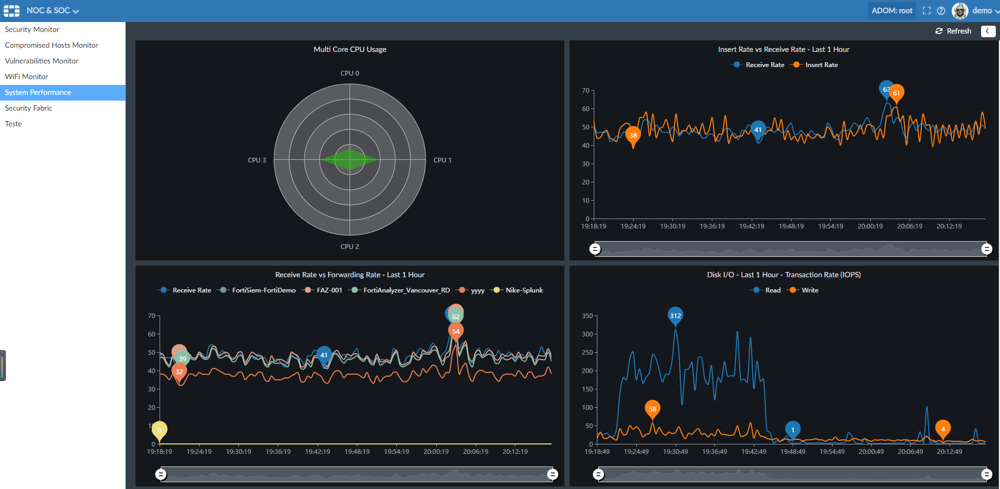 NOC & SOC
ADOM: root
demo
Security Monitor
Compromised Hosts Monitor
Vulnerabilities Monitor
WiFi Monitor
System Performance
Security Fabric
Teste
Refresh
Multi Core CPU Usage
CPU 0
CPU 3
CPU 1
CPU 2
Insert Rate vs Receive Rate - Last 1 Hour
Receive Rate Insert Rate
63
61
70
60
50
41
38
40
30
20
10
0
19:18:19 19:24:19 19:30:19 19:36:19 19:42:19 19:48:19 19:54:19 20:00:19 20:06:19 20:12:19
Receive Rate vs Forwarding Rate - Last 1 Hour
Receive Rate FortiSiem-FortiDemo FAZ-001 FortiAnalyzer_Vancouver_RD yyyy Nike-Splunk
70
62
60
54
50
41
39
40
32
30
20
0
0
19:18:19 19:24:19 19:30:19 19:36:19 19:42:19 19:48:19 19:54:19 20:00:19 20:06:19 20:12:19
Disk I/O - Last 1 Hour - Transaction Rate (IOPS)
Read Write
350
312
300
250
200
150
100
58
50
1
4
0
19:18:49 19:24:49 19:30:49 19:36:49 19:42:49 19:48:49 19:54:49 20:00:49 20:06:49 20:12:49